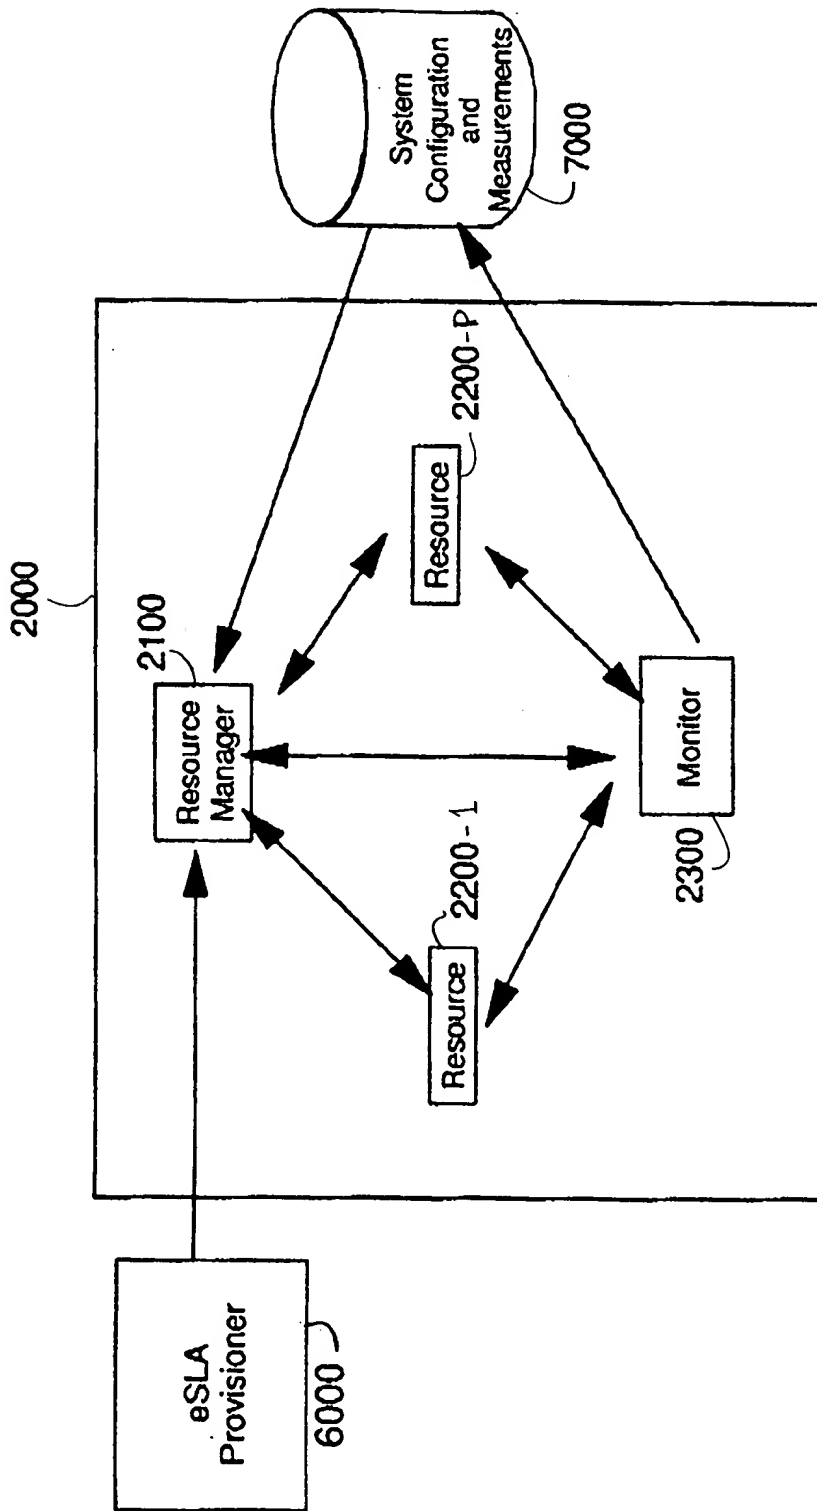 2000
eSLA
Provisioner
6000
Resource
Manager
2100
Resource
2200-1
Resource
2200-P
Monitor
2300
System
Configuration
and
Measurements
7000